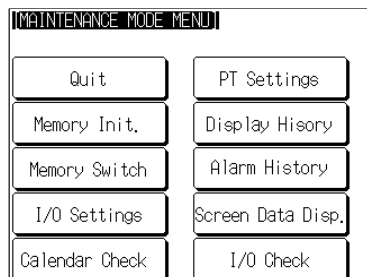 [MAINTENANCE MODE MENU]
Quit
PT Settings
Memory Init.
Display Hisory
Memory Switch
Alarm History
I/O Settings
Screen Data Disp.
Calendar Check
I/O Check